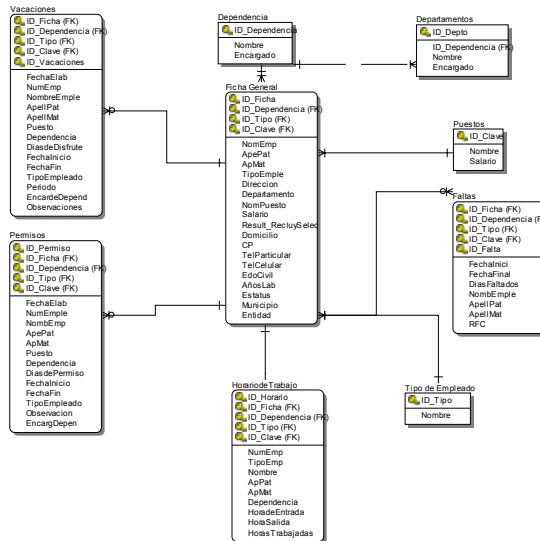 Vacaciones
ID_Ficha (FK)
ID_Dependencia (FK)
ID_Tipo (FK)
ID_Clave (FK)
ID_Vacaciones
FechaElab
NumEmp
NombreEmple
ApellPat
ApellMat
Puesto
Dependencia
DiasdeDisfrute
FechaInicio
FechaFin
TipoEmpleado
Periodo
EncardeDepend
Observaciones
Permisos
ID_Permiso
ID_Ficha (FK)
ID_Dependencia (FK)
ID_Tipo (FK)
ID_Clave (FK)
FechaElab
NumEmple
NombEmp
ApePat
ApMat
Puesto
Dependencia
DiasdePermiso
FechaInicio
FechaFin
TipoEmpleado
Observacion
EncargDepen
Dependencia
ID_Dependencia
Nombre
Encargado
Ficha General
ID_Ficha
ID_Dependencia (FK)
ID_Tipo (FK)
ID_Clave (FK)
NomEmp
ApePat
ApMat
TipoEmple
Direccion
Departamento
NomPuesto
Salario
Result_RecluySelec
Domicilio
CP
TelParticular
TelCelular
EdoCivil
AñosLab
Estatus
Municipio
Entidad
HorariodeTrabajo
ID_Horario
ID_Ficha (FK)
ID_Dependencia (FK)
ID_Tipo (FK)
ID_Clave (FK)
NumEmp
TipoEmp
Nombre
ApPat
ApMat
Dependencia
HoradeEntrada
HoraSalida
HorasTrabajadas
Departamentos
ID_Depto
ID_Dependencia (FK)
Nombre
Encargado
Puestos
ID_Clave
Nombre
Salario
Faltas
ID_Ficha (FK)
ID_Dependencia (FK)
ID_Tipo (FK)
ID_Clave (FK)
ID_Falta
FechaInici
FechaFinal
DiasFaltados
NombEmple
ApellPat
ApellMat
RFC
Tipo de Empleado
ID_Tipo
Nombre